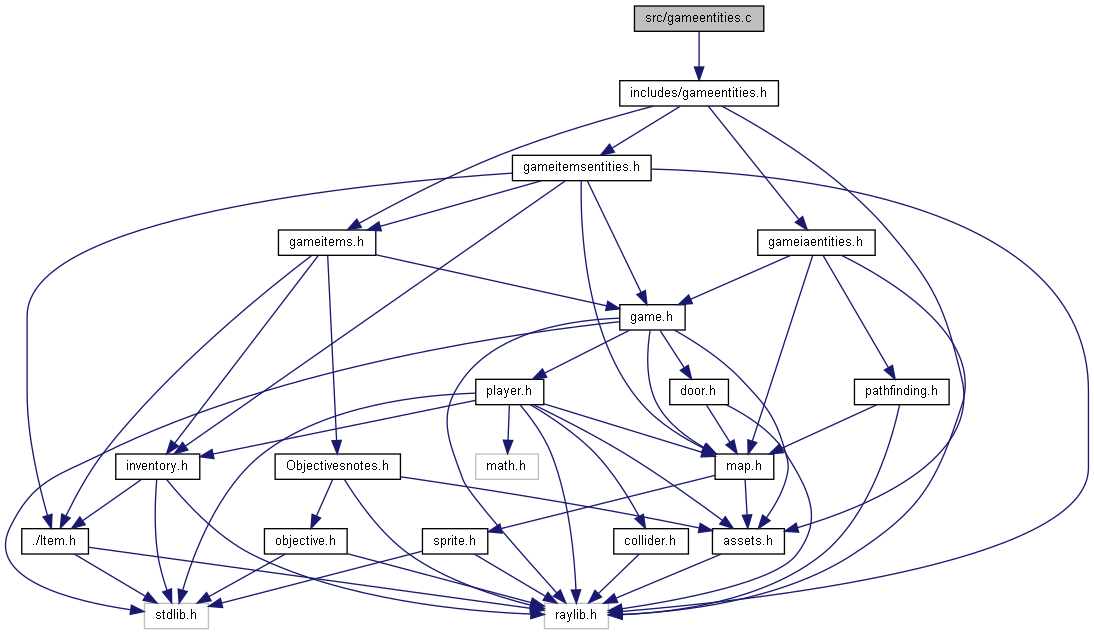 src/gameentities.c
includes/gameentities.h
gameitemsentities.h
gameitems.h
gameiaentities.h
game.h
player.h
door.h
pathfinding.h
inventory.h
Objectivesnotes.h
math.h
map.h
./Item.h
objective.h
sprite.h
collider.h
assets.h
stdlib.h
raylib.h